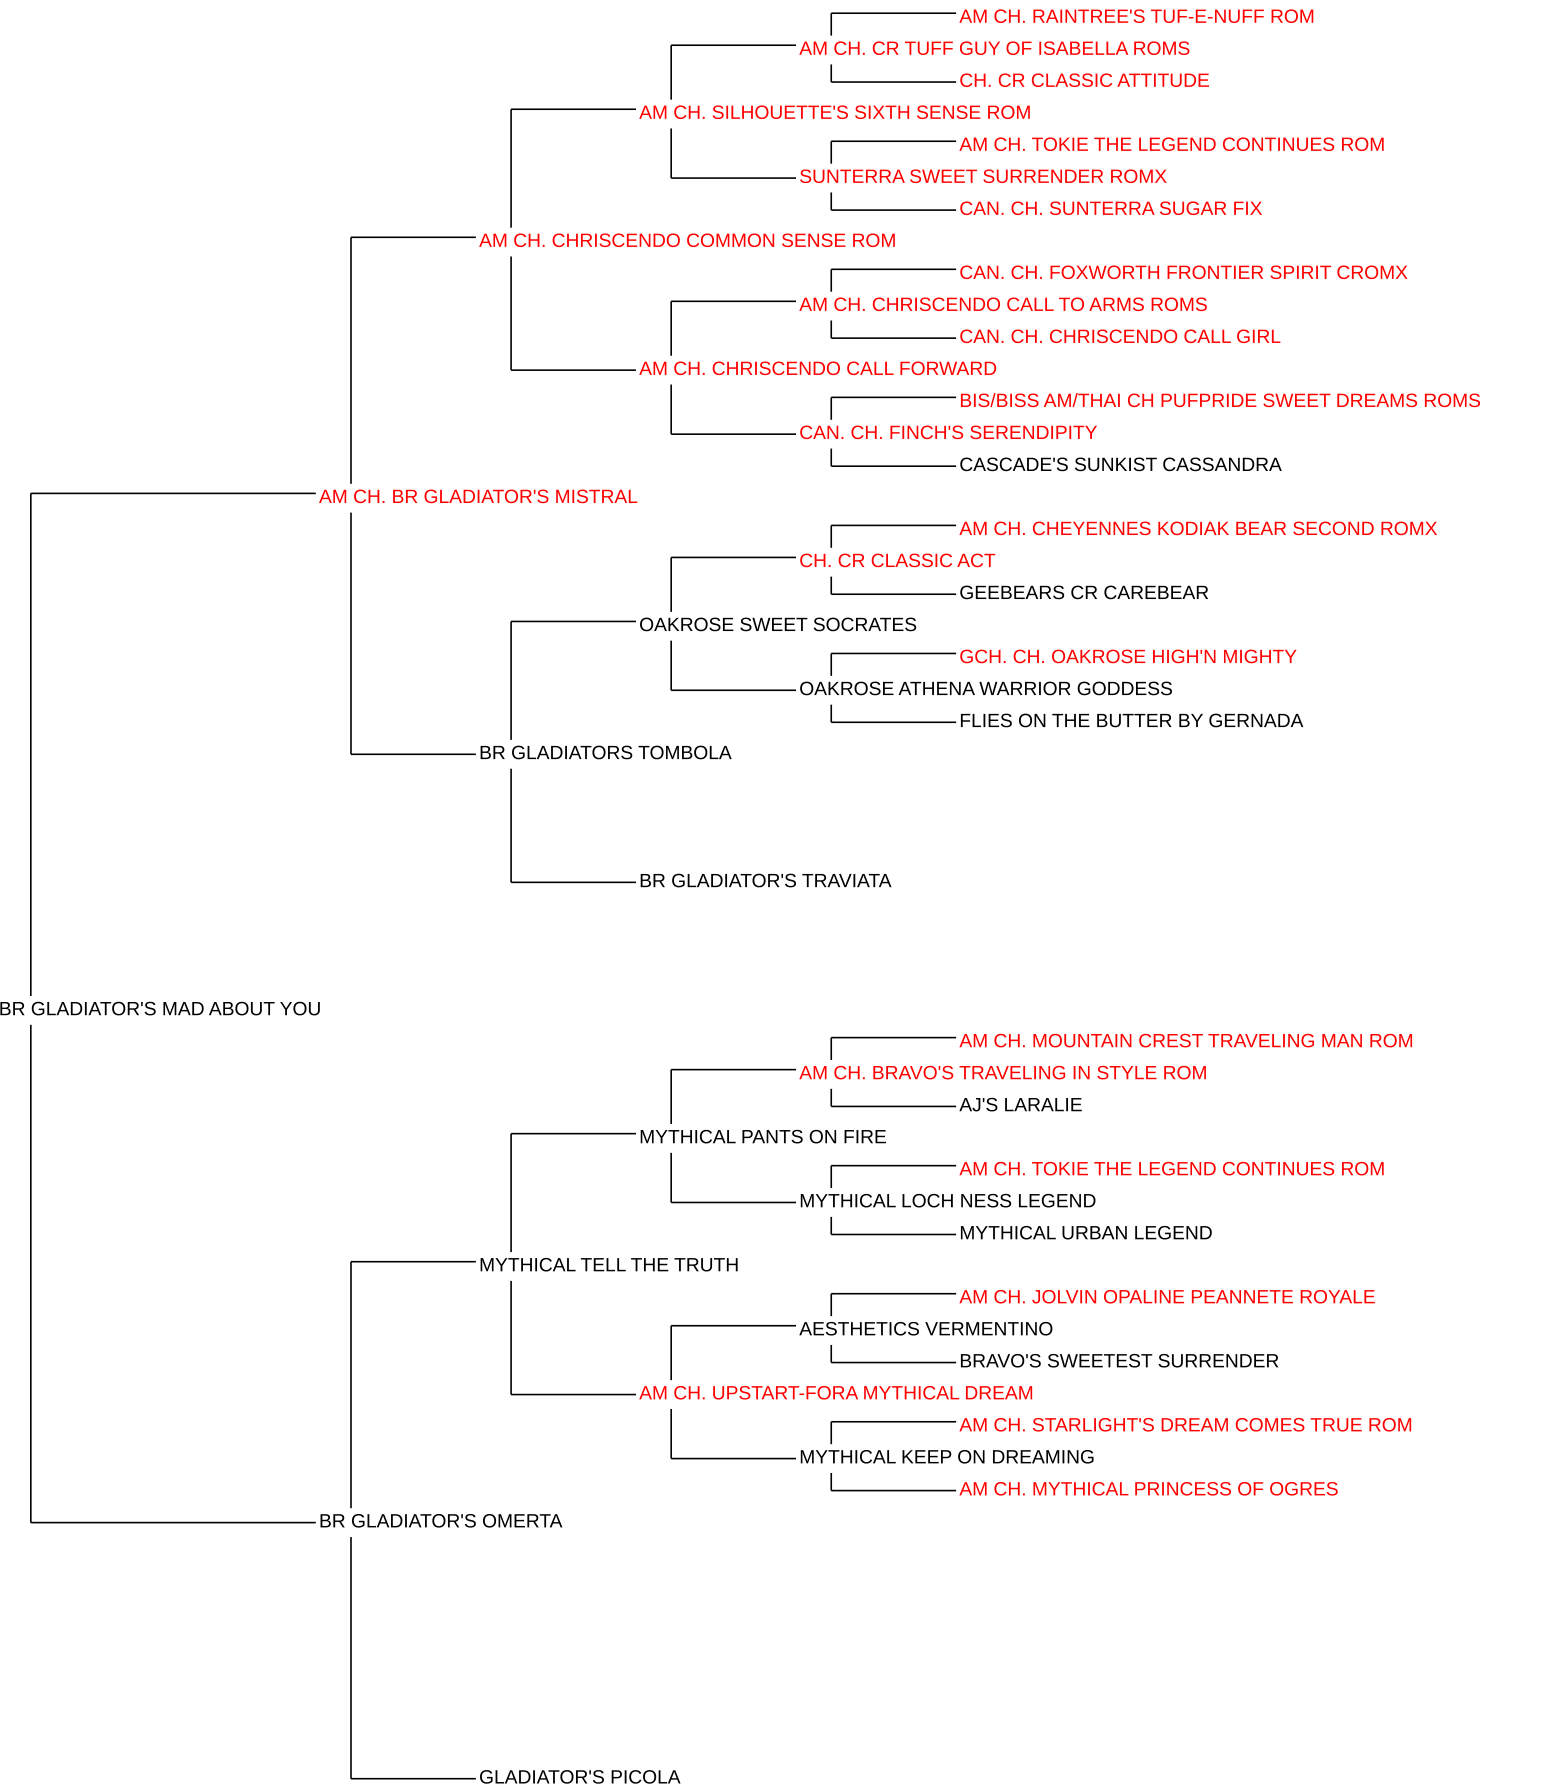 AM CH. RAINTREE'S TUF-E-NUFF ROM
AM CH. CR TUFF GUY OF ISABELLA ROMS
CH. CR CLASSIC ATTITUDE
AM CH. SILHOUETTE'S SIXTH SENSE ROM
AM CH. TOKIE THE LEGEND CONTINUES ROM
SUNTERRA SWEET SURRENDER ROMX
CAN. CH. SUNTERRA SUGAR FIX
AM CH. CHRISCENDO COMMON SENSE ROM
CAN. CH. FOXWORTH FRONTIER SPIRIT CROMX
AM CH. CHRISCENDO CALL TO ARMS ROMS
CAN. CH. CHRISCENDO CALL GIRL
AM CH. CHRISCENDO CALL FORWARD
BIS/BISS AM/THAI CH PUFPRIDE SWEET DREAMS ROMS
CAN. CH. FINCH'S SERENDIPITY
CASCADE'S SUNKIST CASSANDRA
AM CH. BR GLADIATOR'S MISTRAL
AM CH. CHEYENNES KODIAK BEAR SECOND ROMX
CH. CR CLASSIC ACT
GEEBEARS CR CAREBEAR
OAKROSE SWEET SOCRATES
GCH. CH. OAKROSE HIGH'N MIGHTY
OAKROSE ATHENA WARRIOR GODDESS
FLIES ON THE BUTTER BY GERNADA
BR GLADIATORS TOMBOLA
BR GLADIATOR'S TRAVIATA
BR GLADIATOR'S MAD ABOUT YOU
AM CH. MOUNTAIN CREST TRAVELING MAN ROM
AM CH. BRAVO'S TRAVELING IN STYLE ROM
AJ'S LARALIE
MYTHICAL PANTS ON FIRE
AM CH. TOKIE THE LEGEND CONTINUES ROM
MYTHICAL LOCH NESS LEGEND
MYTHICAL URBAN LEGEND
MYTHICAL TELL THE TRUTH
AM CH. JOLVIN OPALINE PEANNETE ROYALE
AESTHETICS VERMENTINO
BRAVO'S SWEETEST SURRENDER
AM CH. UPSTART-FORA MYTHICAL DREAM
AM CH. STARLIGHT'S DREAM COMES TRUE ROM
MYTHICAL KEEP ON DREAMING
AM CH. MYTHICAL PRINCESS OF OGRES
BR GLADIATOR'S OMERTA
GLADIATOR'S PICOLA